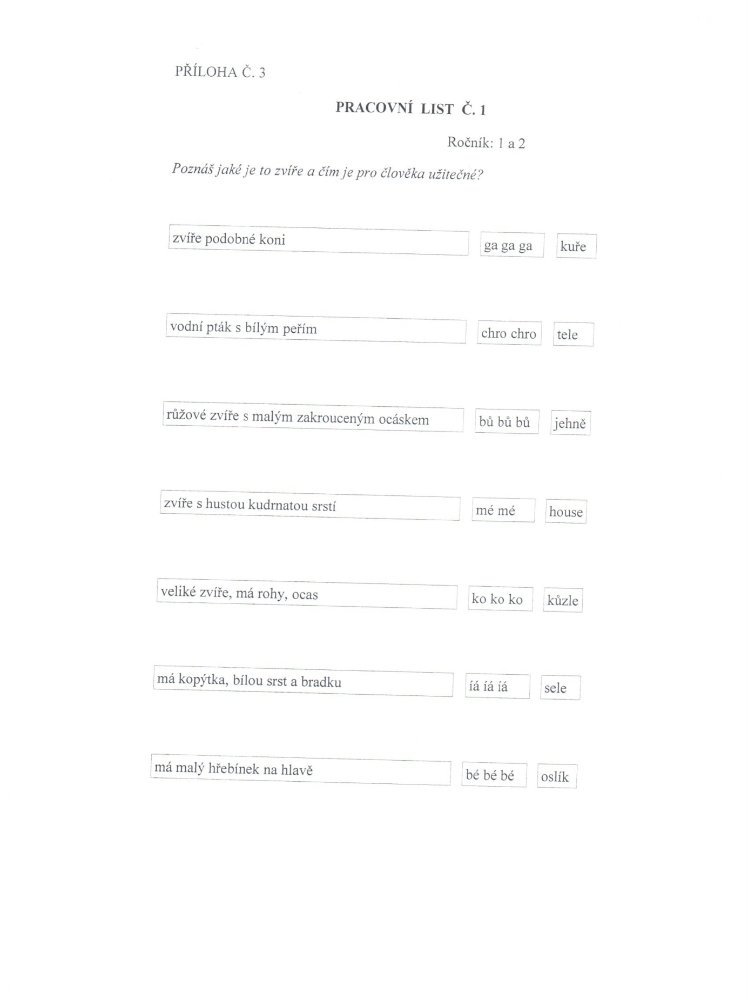 PŘÍLOHA Č. 3
PRACOVNÍ LIST Č. 1
Ročník: 1 a 2
Poznáš jaké je to zvíře a čím je pro člověka užitečné?
zvíře podobné koni ga ga ga kuře
vodní pták s bílým peřím chro chro tele
růžové zvíře s malým zakrouceným ocáskem bů bů bů jehně
zvíře s hustou kudrnatou srstí mé mé house
veliké zvíře, má rohy, ocas ko ko ko kůzle
má kopýtka, bílou srst a bradku íá íá íá sele
má malý hřebínek na hlavě bé bé bé oslík